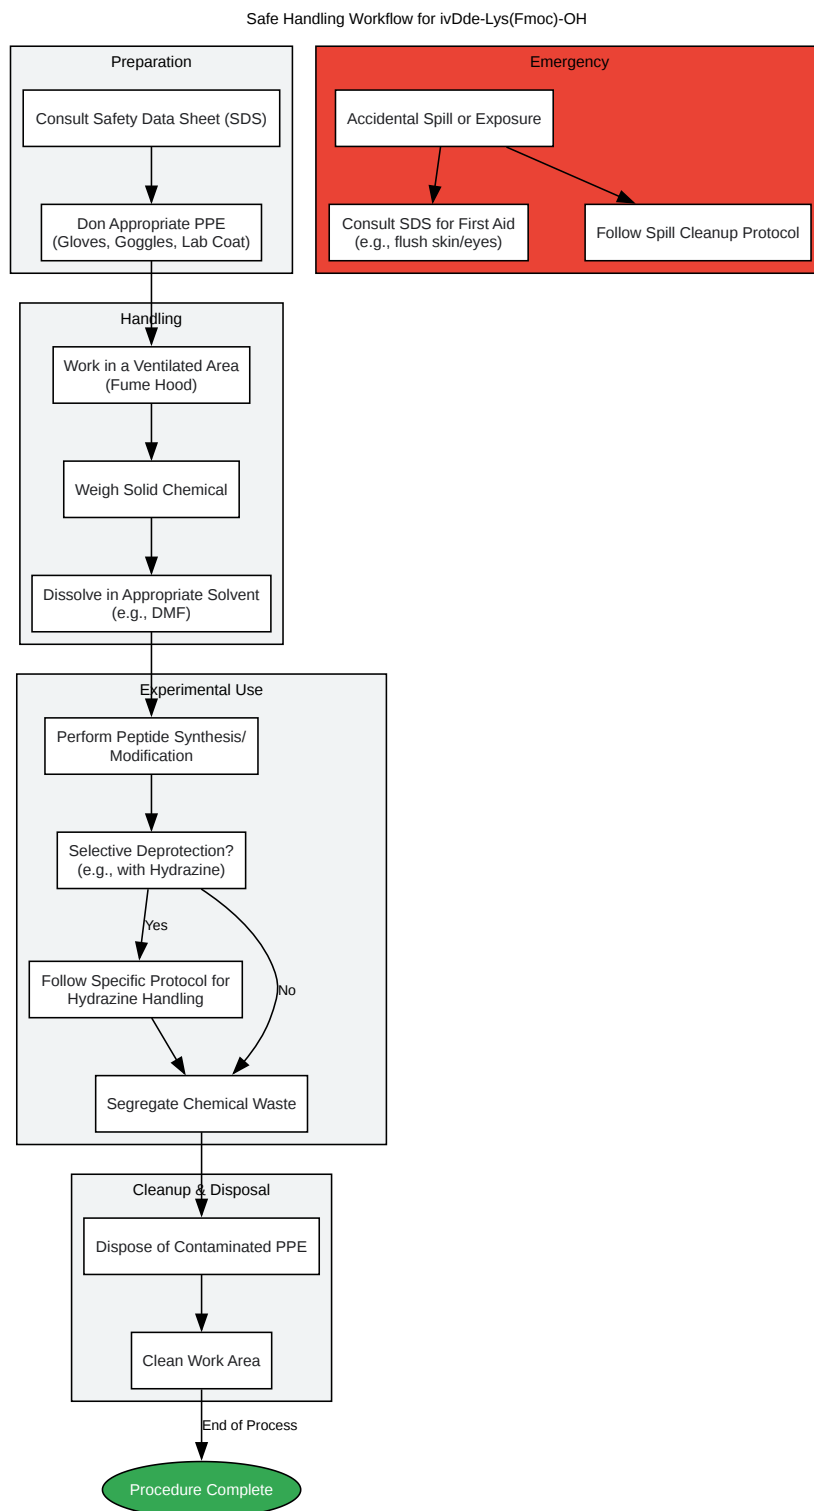 Safe Handling Workflow for ivDde-Lys(Fmoc)-OH
Preparation
Consult Safety Data Sheet (SDS)
Don Appropriate PPE
(Gloves, Goggles, Lab Coat)
Emergency
Accidental Spill or Exposure
Consult SDS for First Aid
(e.g., flush skin/eyes)
Follow Spill Cleanup Protocol
Handling
Work in a Ventilated Area
(Fume Hood)
Weigh Solid Chemical
Dissolve in Appropriate Solvent
(e.g., DMF)
Experimental Use
Perform Peptide Synthesis/
Modification
Selective Deprotection?
(e.g., with Hydrazine)
Yes
Follow Specific Protocol for
Hydrazine Handling
No
Segregate Chemical Waste
Cleanup & Disposal
Dispose of Contaminated PPE
Clean Work Area
End of Process
Procedure Complete